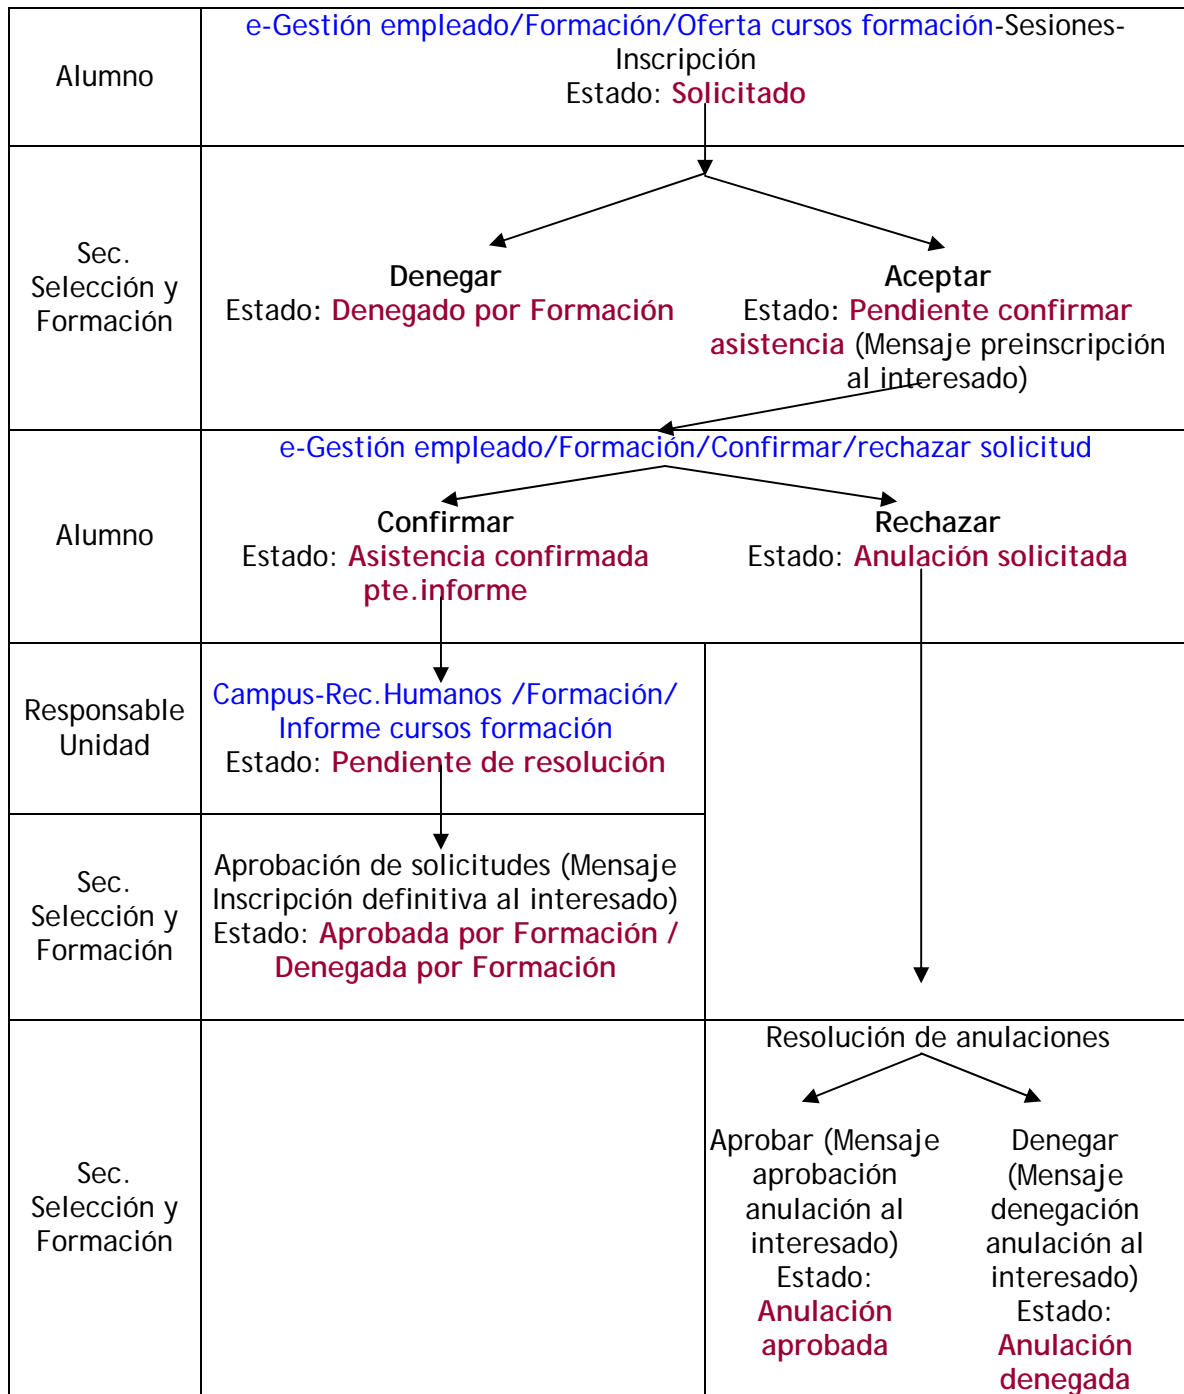 Alumno
e-Gestión empleado/Formación/Oferta cursos formación-Sesiones-
Inscripción
Estado: Solicitado
Sec.
Selección y
Formación
Denegar
Estado: Denegado por Formación
Aceptar
Estado: Pendiente confirmar
asistencia (Mensaje preinscripción
al interesado)
Alumno
e-Gestión empleado/Formación/Confirmar/rechazar solicitud
Confirmar
Estado: Asistencia confirmada
pte.informe
Rechazar
Estado: Anulación solicitada
Responsable
Unidad
Campus-Rec.Humanos /Formación/
Informe cursos formación
Estado: Pendiente de resolución
Sec.
Selección y
Formación
Aprobación de solicitudes (Mensaje
Inscripción definitiva al interesado)
Estado: Aprobada por Formación /
Denegada por Formación
Sec.
Selección y
Formación
Resolución de anulaciones
Aprobar (Mensaje
aprobación
anulación al
interesado)
Estado:
Anulación
aprobada
Denegar
(Mensaje
denegación
anulación al
interesado)
Estado:
Anulación
denegada